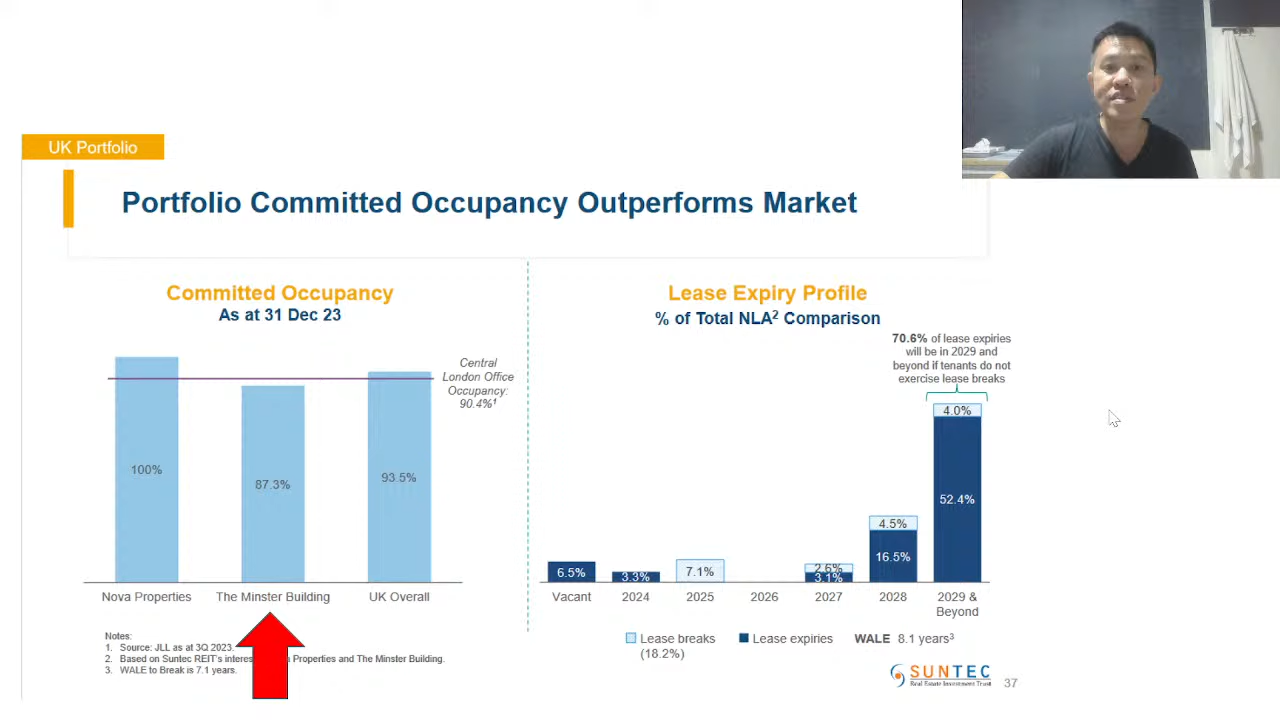 UK Portfolio
Portfolio Committed Occupancy Outperforms Market
Committed Occupancy
As at 31 Dec 23
Central
London Office
Occupancy:
90.4%¹
100%
87.3%
93.5%
Nova Properties
The Minster Building
UK Overall
Lease Expiry Profile
% of Total NLA² Comparison
70.6% of lease expiries
will be in 2029 and
beyond if tenants do not
exercise lease breaks
4.0%
52.4%
4.5%
16.5%
2.6%
3.1%
7.1%
3.3%
6.5%
Vacant
2024
2025
2026
2027
2028
2029 &
Beyond
Lease breaks
(18.2%)
Lease expiries
WALE 8.1 years³
Notes:
1. Source: JLL as at 3Q 2023.
2. Based on Suntec REIT's Properties and The Minster Building.
3. WALE to Break is 7.1 years.
SUNTEC
Real Estate Investment Trust
37